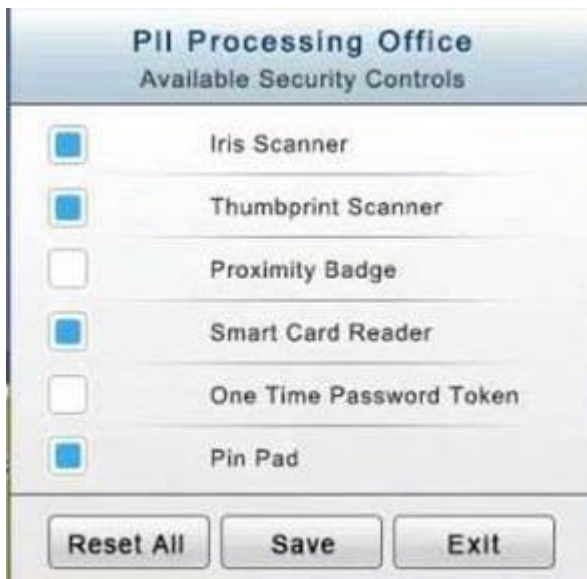 PII Processing Office
Available Security Controls
Iris Scanner
Thumbprint Scanner
Proximity Badge
Smart Card Reader
One Time Password Token
Pin Pad
Reset All Save Exit